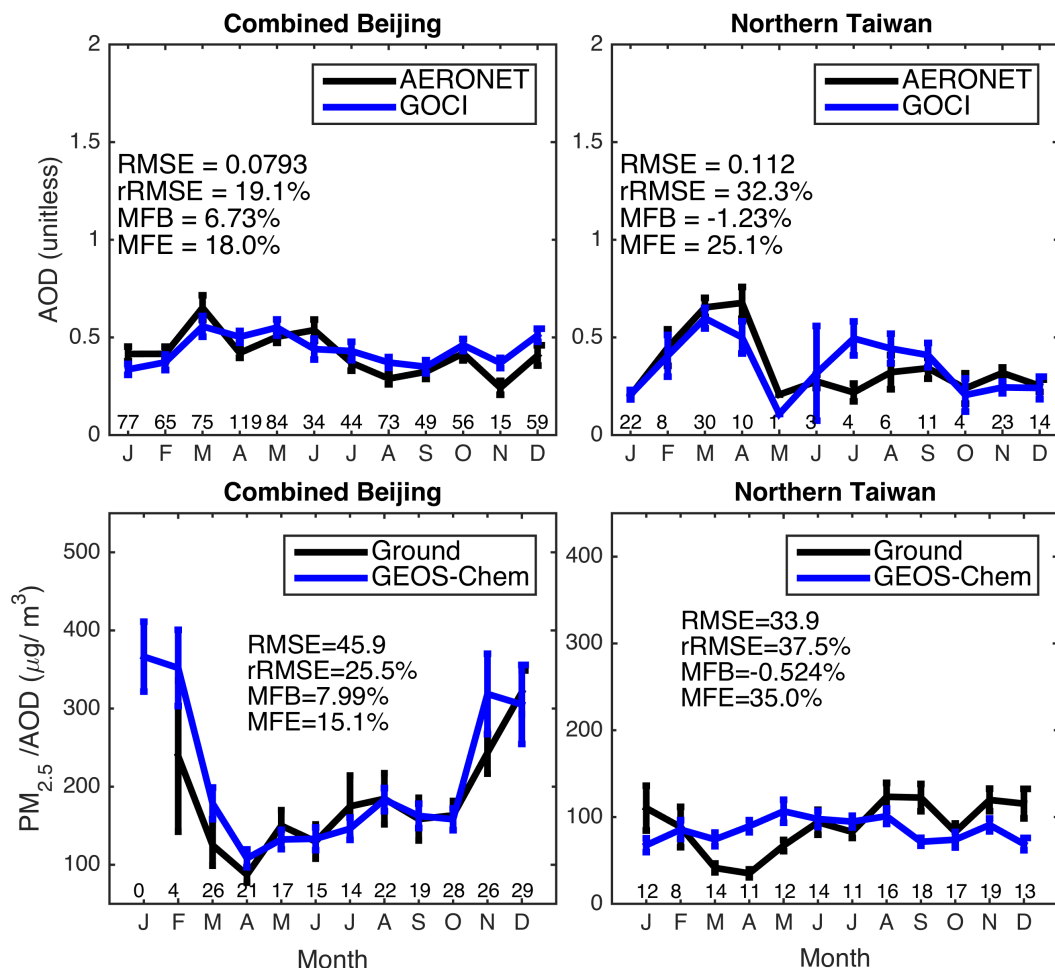 Combined Beijing
2
1.5
1
0.5
0
AOD (unitless)
AERONET
GOCI
RMSE = 0.0793
rRMSE = 19.1%
MFB = 6.73%
MFE = 18.0%
77 65 75 119 84 34 44 73 49 56 15 59
J F M A M J J A S O N D
Northern Taiwan
2
1.5
1
0.5
0
AERONET
GOCI
RMSE = 0.112
rRMSE = 32.3%
MFB = -1.23%
MFE = 25.1%
22 8 30 10 1 3 4 6 11 4 23 14
J F M A M J J A S O N D
Combined Beijing
500
400
300
200
100
PM2.5 /AOD (μg/ m3)
Ground
GEOS-Chem
RMSE=45.9
rRMSE=25.5%
MFB=7.99%
MFE=15.1%
0 4 26 21 17 15 14 22 19 28 26 29
J F M A M J J A S O N D
Month
Northern Taiwan
400
300
200
100
0
Ground
GEOS-Chem
RMSE=33.9
rRMSE=37.5%
MFB=-0.524%
MFE=35.0%
12 8 14 11 12 14 11 16 18 17 19 13
J F M A M J J A S O N D
Month